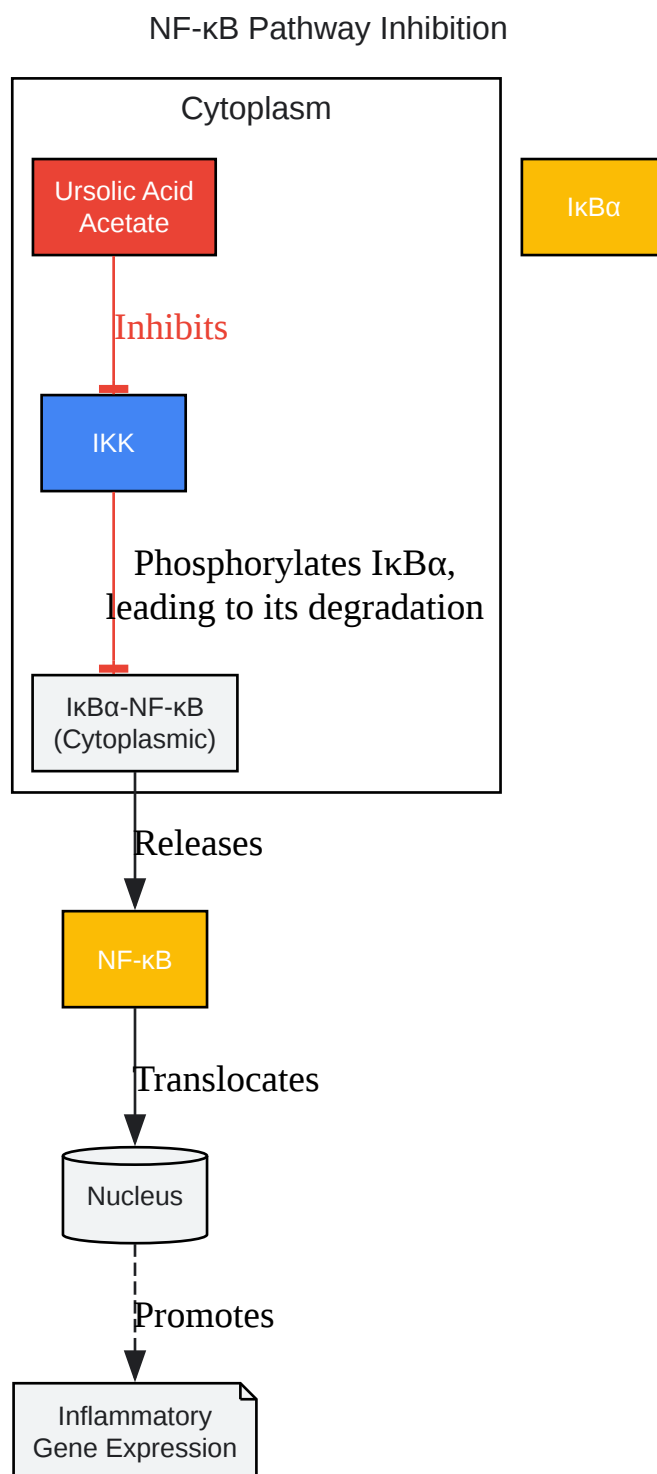 NF-κB Pathway Inhibition
Cytoplasm
Ursolic Acid
Acetate
IκBα
Inhibits
IKK
Phosphorylates IκBα,
leading to its degradation
IκBα-NF-κB
(Cytoplasmic)
Releases
NF-κB
Translocates
Nucleus
Promotes
Inflammatory
Gene Expression